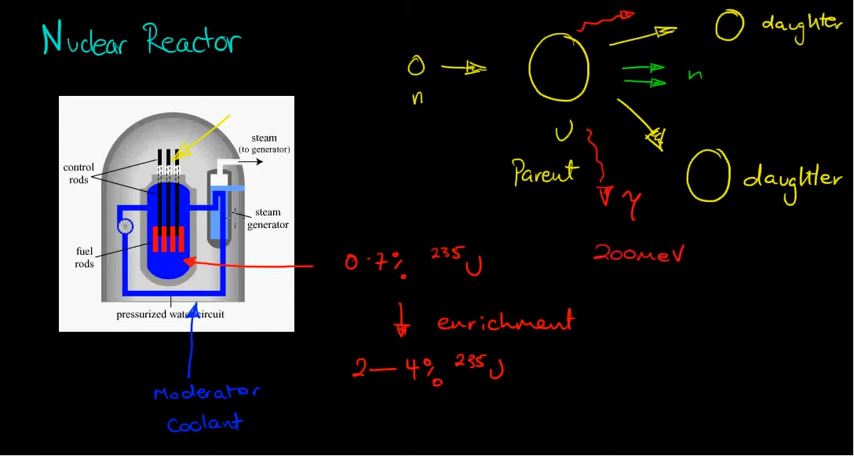 Nuclear Reactor
daughter
n
n
U
Parent
daughter
γ
200meV
steam
(to generator)
control
rods
steam
generator
fuel
rods
pressurized water circuit
0.7% ²³⁵U
enrichment
2—4% ²³⁵U
Moderator
Coolant